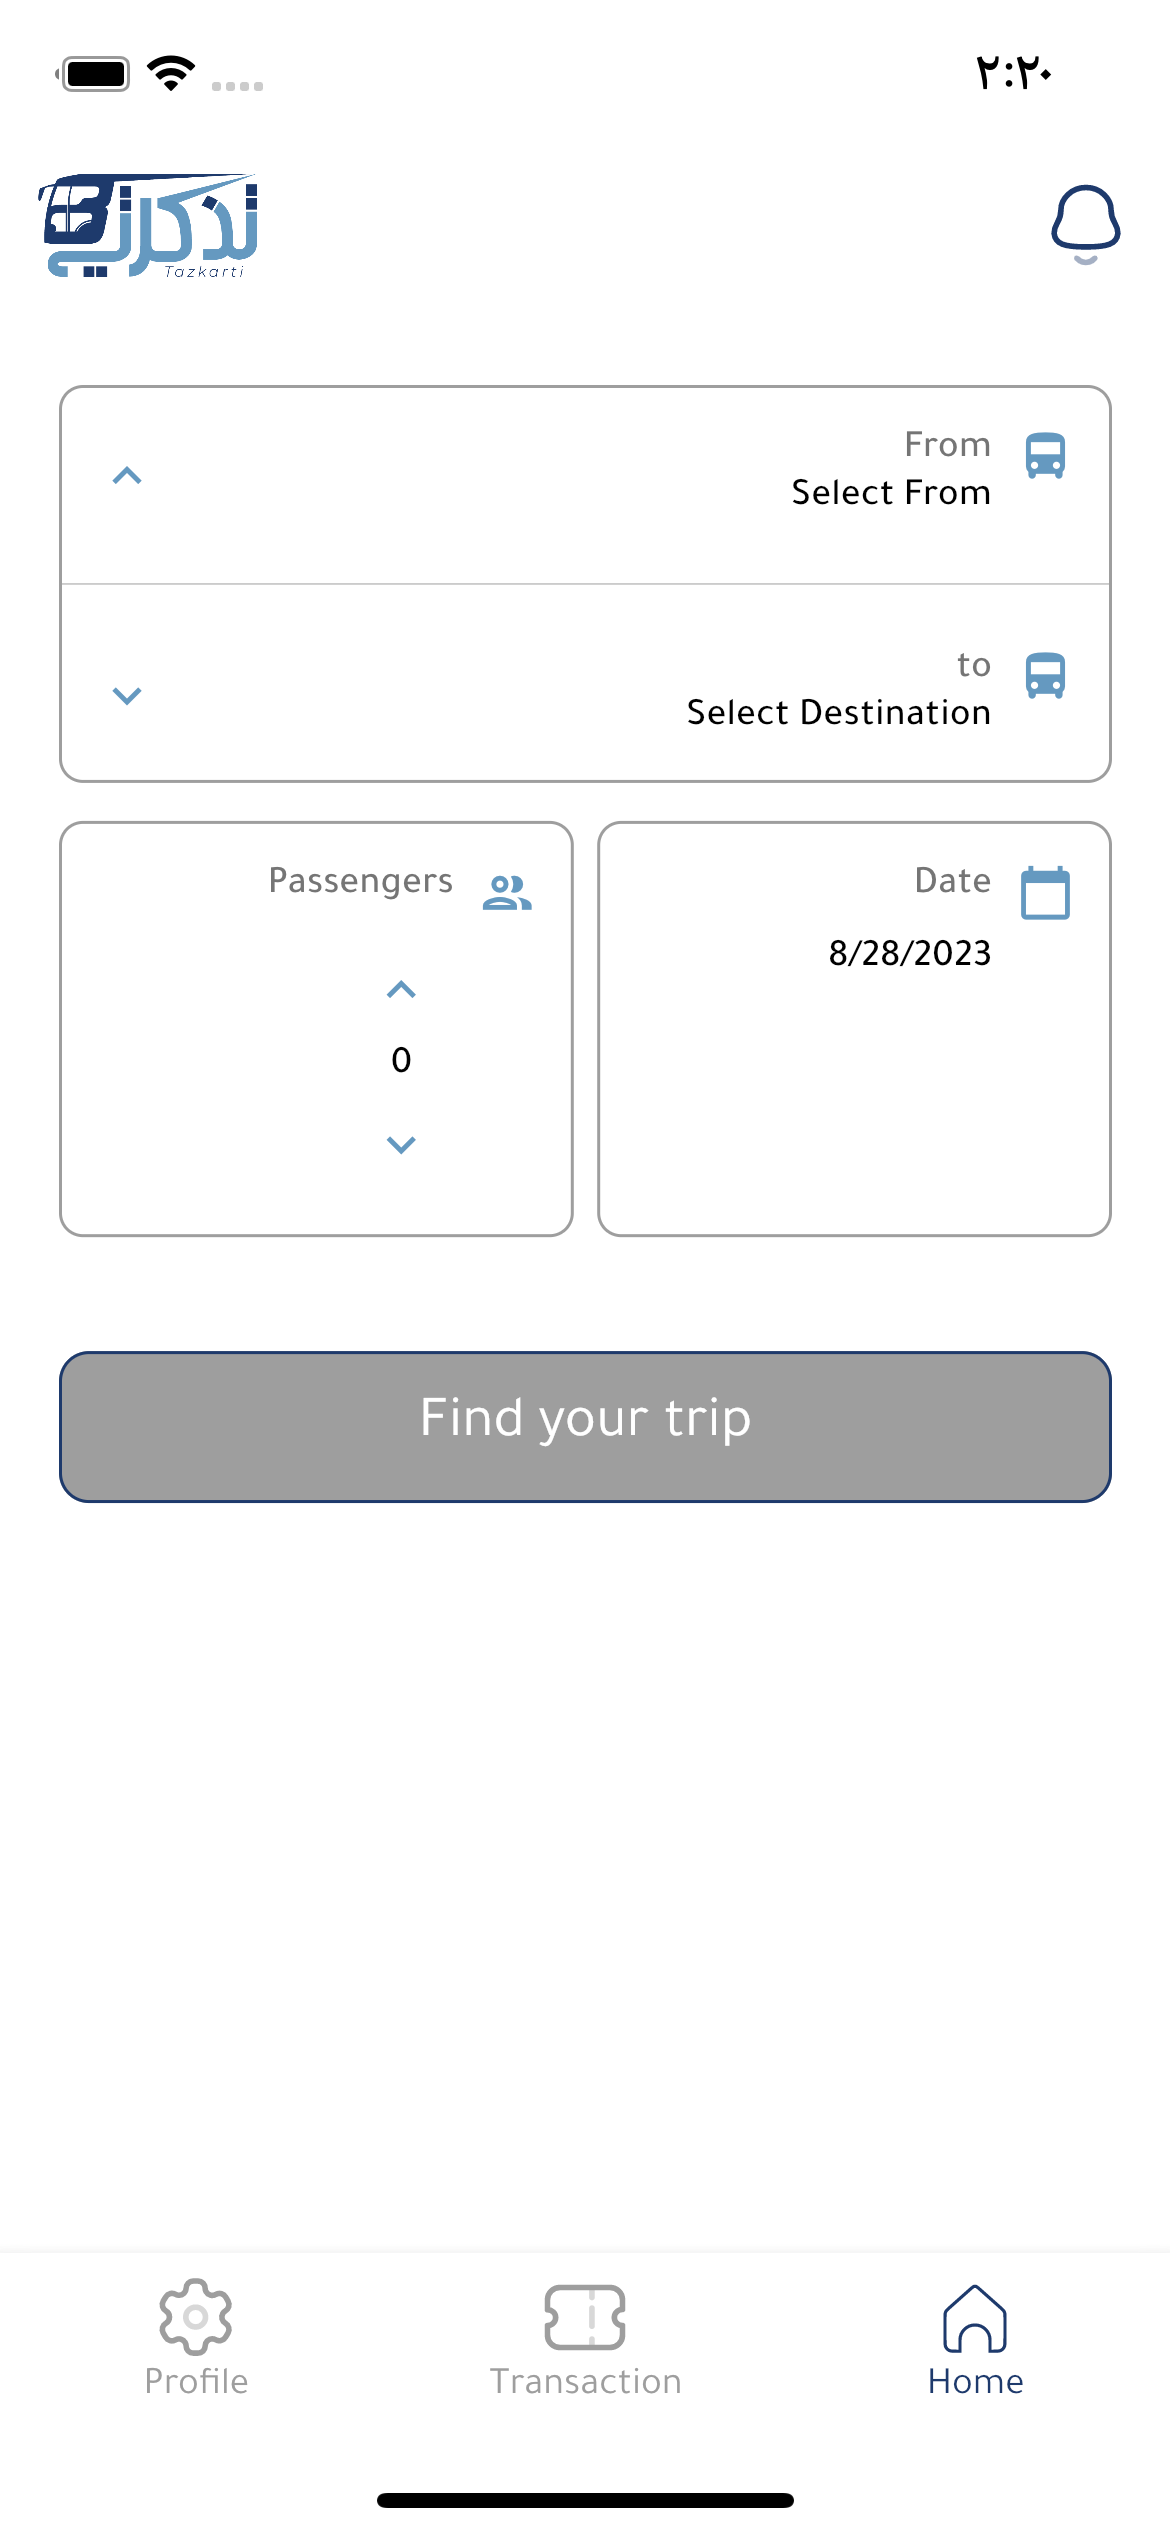 ٢:٢٠
تذكرتي
Tazkarti
From
Select From
to
Select Destination
Date
8/28/2023
Passengers
0
Find your trip
Home
Transaction
Profile